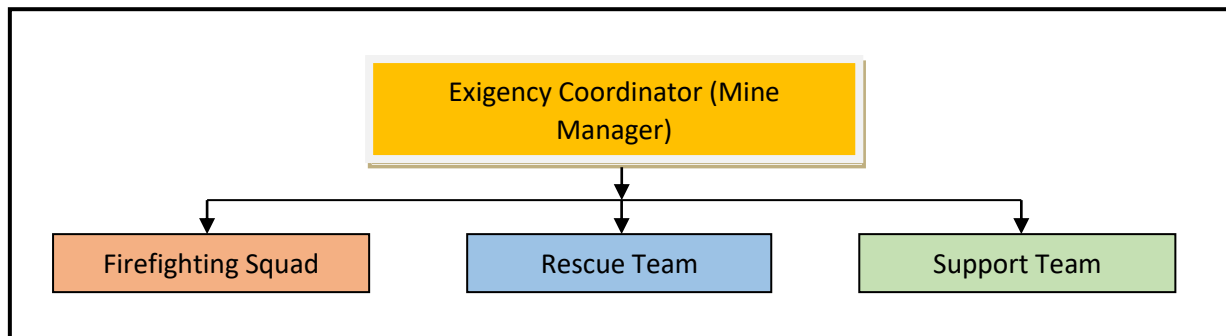 Exigency Coordinator (Mine
Manager)
Firefighting Squad
Rescue Team
Support Team